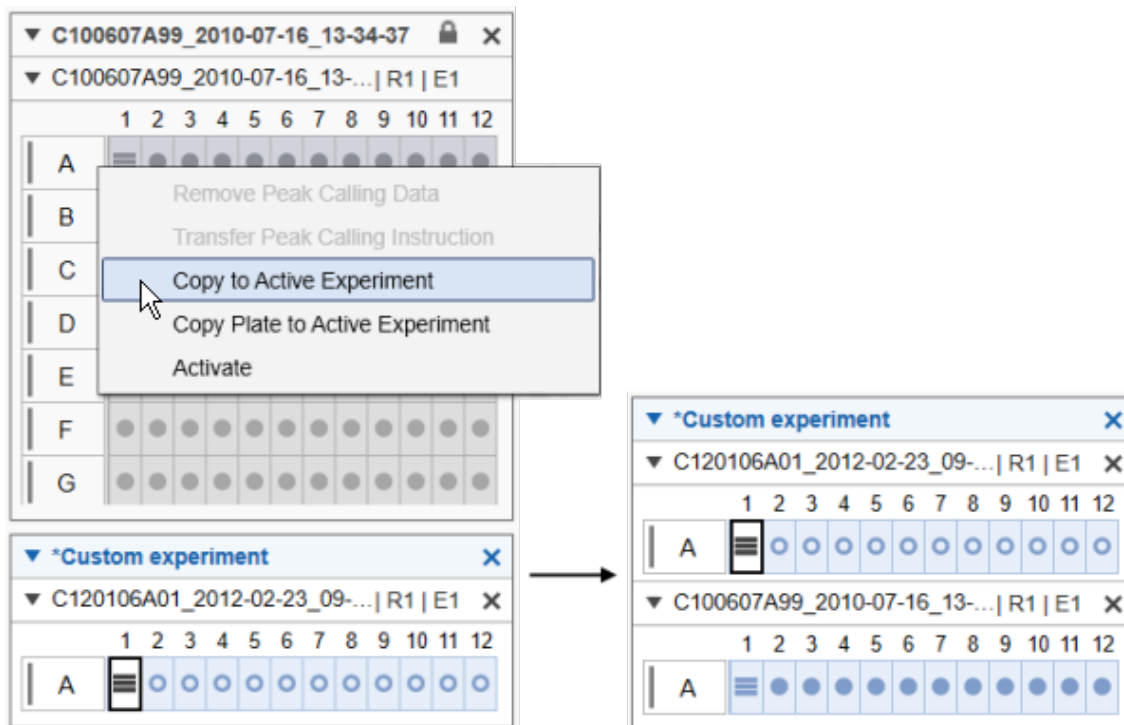 C100607A99_2010-07-16_13-34-37
C100607A99_2010-07-16_13-...| R1 | E1
1 2 3 4 5 6 7 8 9 10 11 12
A
B
C
D
E
F
G
Remove Peak Calling Data
Transfer Peak Calling Instruction
Copy to Active Experiment
Copy Plate to Active Experiment
Activate
*Custom experiment
C120106A01_2012-02-23_09-...| R1 | E1
1 2 3 4 5 6 7 8 9 10 11 12
A
*Custom experiment
C120106A01_2012-02-23_09-...| R1 | E1
1 2 3 4 5 6 7 8 9 10 11 12
A
C100607A99_2010-07-16_13-...| R1 | E1
1 2 3 4 5 6 7 8 9 10 11 12
A